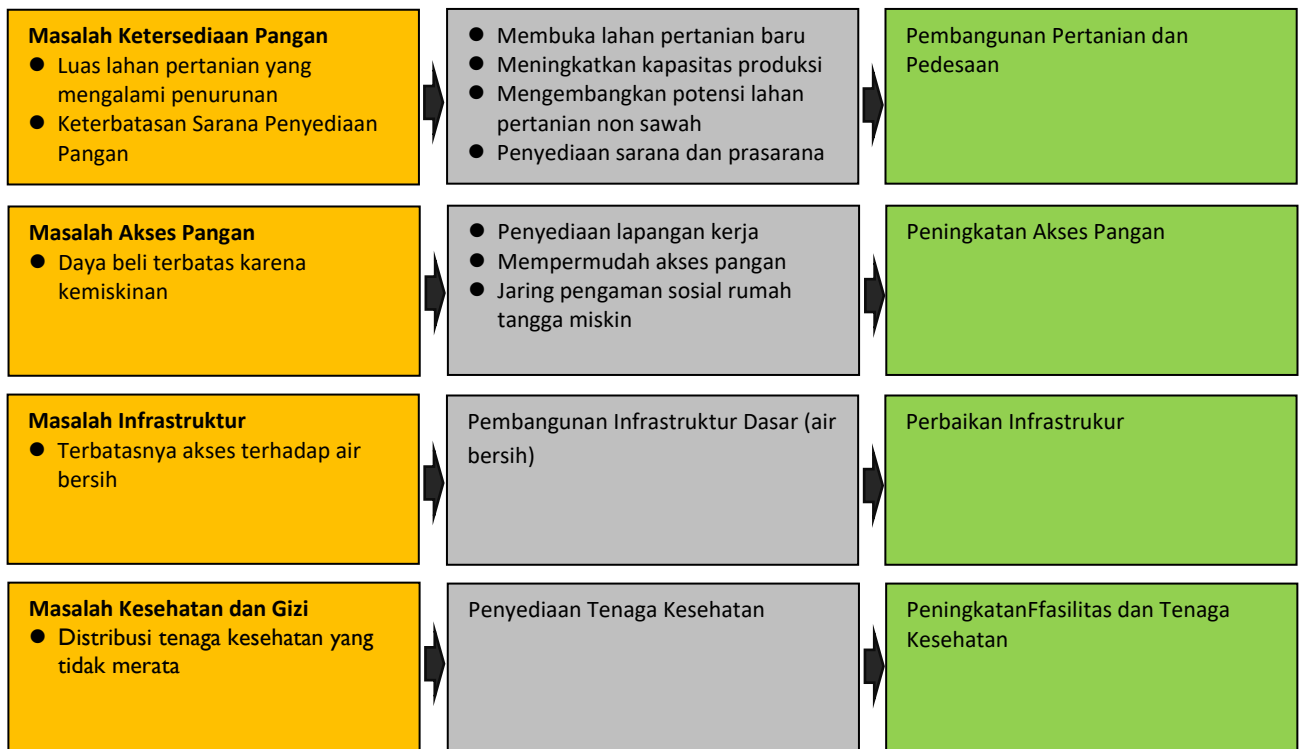 Masalah Ketersediaan Pangan
● Luas lahan pertanian yang
mengalami penurunan
● Keterbatasan Sarana Penyediaan
Pangan
● Membuka lahan pertanian baru
● Meningkatkan kapasitas produksi
● Mengembangkan potensi lahan
pertanian non sawah
● Penyediaan sarana dan prasarana
Pembangunan Pertanian dan
Pedesaan
Masalah Akses Pangan
● Daya beli terbatas karena
kemiskinan
● Penyediaan lapangan kerja
● Mempermudah akses pangan
● Jaring pengaman sosial rumah
tangga miskin
Peningkatan Akses Pangan
Masalah Infrastruktur
● Terbatasnya akses terhadap air
bersih
Pembangunan Infrastruktur Dasar (air
bersih)
Perbaikan Infrastrukur
Masalah Kesehatan dan Gizi
● Distribusi tenaga kesehatan yang
tidak merata
Penyediaan Tenaga Kesehatan
PeningkatanFfasilitas dan Tenaga
Kesehatan